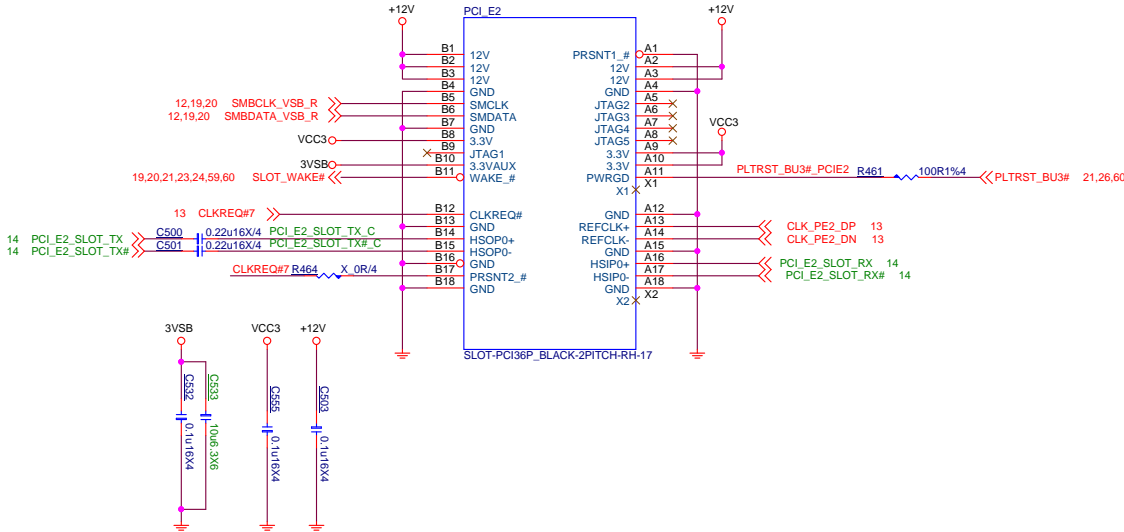 +12V PCI_E2 +12V
B1 12V PRSNT1_# A1
B2 12V 12V A2
B3 12V 12V A3
B4 GND GND A4
12,19,20 SMBCLK_VSB_R B5 SMCLK JTAG2 A5
12,19,20 SMBDATA_VSB_R B6 SMDATA JTAG3 A6
B7 GND JTAG4 A7
VCC3 B8 3.3V JTAG5 A8 VCC3
B9 JTAG1 3.3V A9
3VSB B10 3.3VAUX 3.3V A10
19,20,21,23,24,59,60 SLOT_WAKE# B11 WAKE_# PWRGD A11 PLTRST_BU3#_PCIE2 R461 100R1%4 PLTRST_BU3# 21,26,60
X1 X1
13 CLKREQ#7 B12 CLKREQ# GND A12
B13 GND REFCLK+ A13 CLK_PE2_DP 13
14 PCI_E2_SLOT_TX C500 0.22u16X/4 PCI_E2_SLOT_TX_C B14 HSOP0+ REFCLK- A14 CLK_PE2_DN 13
14 PCI_E2_SLOT_TX# C501 0.22u16X/4 PCI_E2_SLOT_TX#_C B15 HSOP0- GND A15
B16 GND HSIP0+ A16 PCI_E2_SLOT_RX 14
CLKREQ#7 R464 X_0R/4 B17 PRSNT2_# HSIP0- A17 PCI_E2_SLOT_RX# 14
B18 GND GND A18
X2 X2
SLOT-PCI36P_BLACK-2PITCH-RH-17
3VSB VCC3 +12V
C532 0.1u16X4
C533 10u6.3X6
C555 0.1u16X4
C503 0.1u16X4